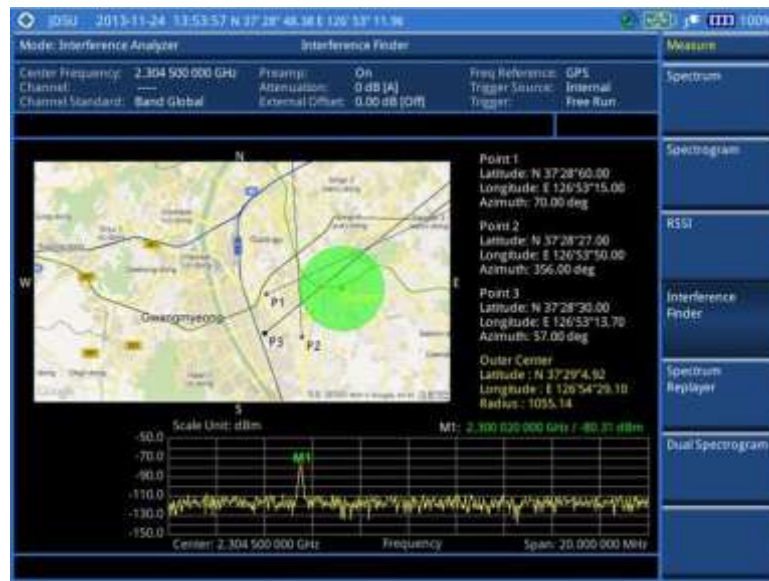 JDSU 2013-11-24 13:53:57 N 37° 28" 48.38 E 126° 53" 11.96 100%
Mode: Interference Analyzer Interference Finder Measure
Center Frequency: 2.304 500 000 GHz Preamp: On Freq Reference: GPS
Channel: ---- Attenuation: 0 dB [A] Trigger Source: Internal
Channel Standard: Band Global External Offset: 0.00 dB [Off] Trigger: Free Run
Spectrum
Spectrogram
RSSI
Interference
Finder
Spectrum
Replayer
Dual Spectrogram
N
W
E
S
Gwangmyeong
P1
P2
P3
Point 1
Latitude: N 37°28"60.00
Longitude: E 126°53"15.00
Azimuth: 70.00 deg
Point 2
Latitude: N 37°28"27.00
Longitude: E 126°53"50.00
Azimuth: 356.00 deg
Point 3
Latitude: N 37°28"30.00
Longitude: E 126°53"13.70
Azimuth: 57.00 deg
Outer Center
Latitude : N 37°29"4.92
Longitude : E 126°54"29.10
Radius : 1055.14
Scale Unit: dBm M1: 2.300 020 000 GHz / -80.31 dBm
-50.0
-70.0
M1
-90.0
-110.0
-130.0
-150.0
Center: 2.304 500 000 GHz Frequency Span: 20.000 000 MHz